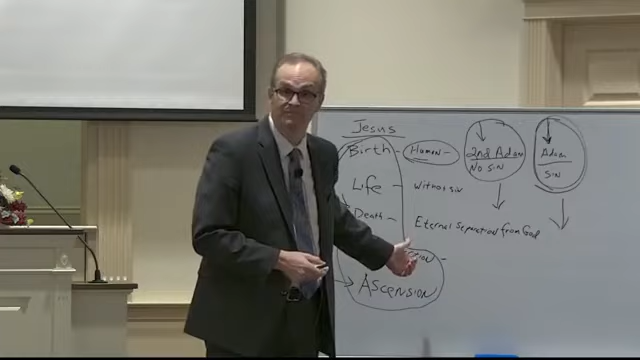 Jesus
Birth - Human - 2nd Adam Adam
No Sin Sin
Life - Without sin
Death - Eternal Separation from God
Ascension